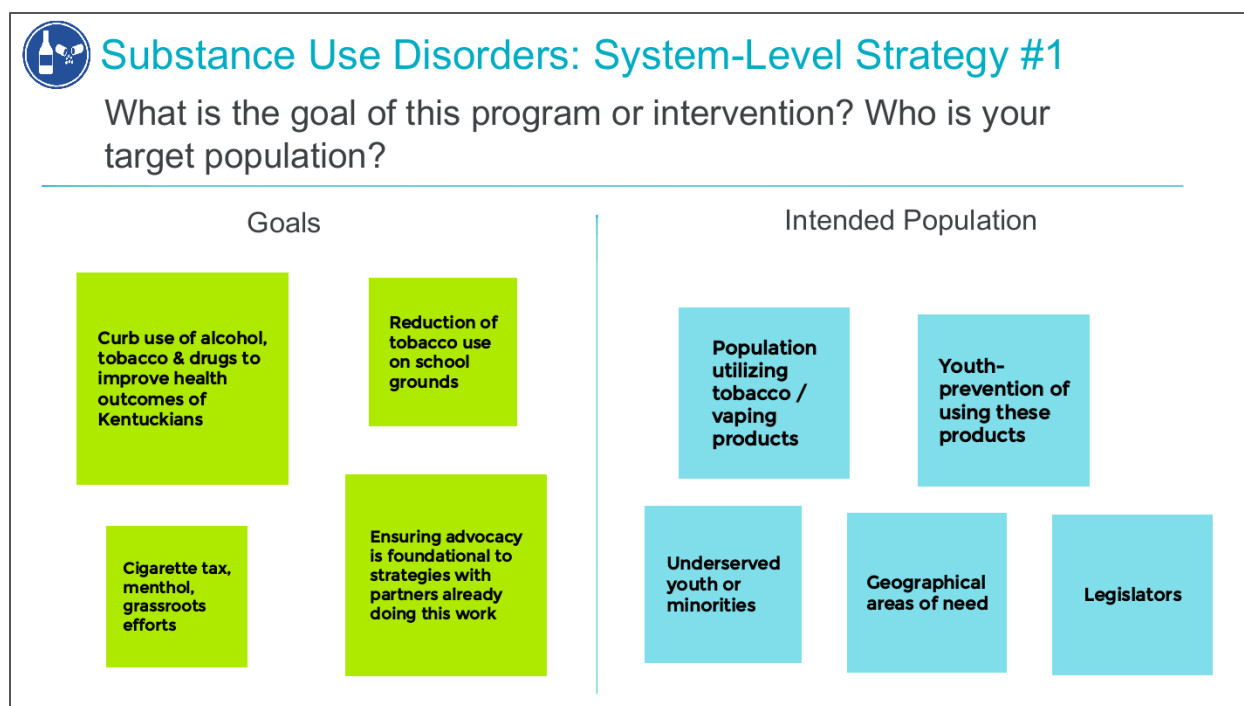 Substance Use Disorders: System-Level Strategy #1
What is the goal of this program or intervention? Who is your
target population?
Goals
Curb use of alcohol,
tobacco & drugs to
improve health
outcomes of
Kentuckians
Reduction of
tobacco use
on school
grounds
Cigarette tax,
menthol,
grassroots
efforts
Ensuring advocacy
is foundational to
strategies with
partners already
doing this work
Intended Population
Population
utilizing
tobacco /
vaping
products
Youth-
prevention of
using these
products
Underserved
youth or
minorities
Geographical
areas of need
Legislators